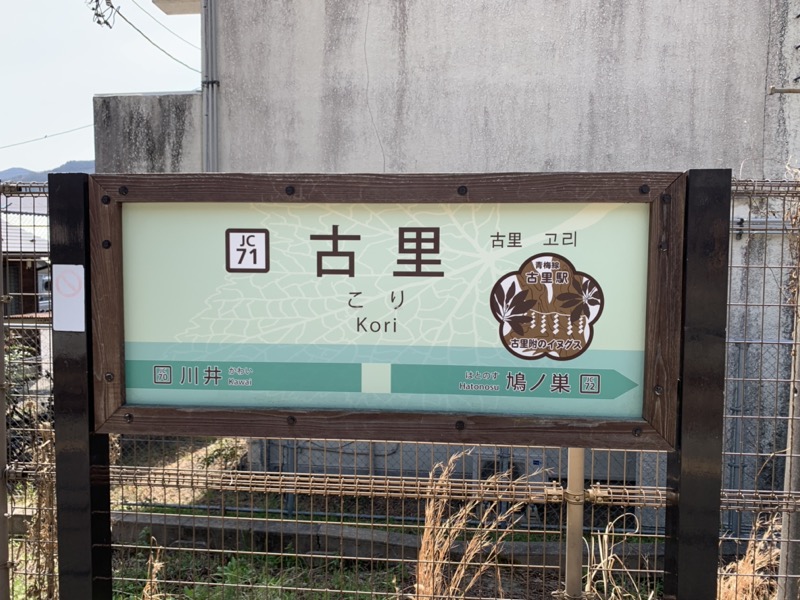 JC
71
古里
こり
Kori
古里 고리
青梅線
古里駅
古里附のイヌグス
JC
70
川井
かわい
Kawai
はとのす
Hatonosu
鳩ノ巣
JC
72